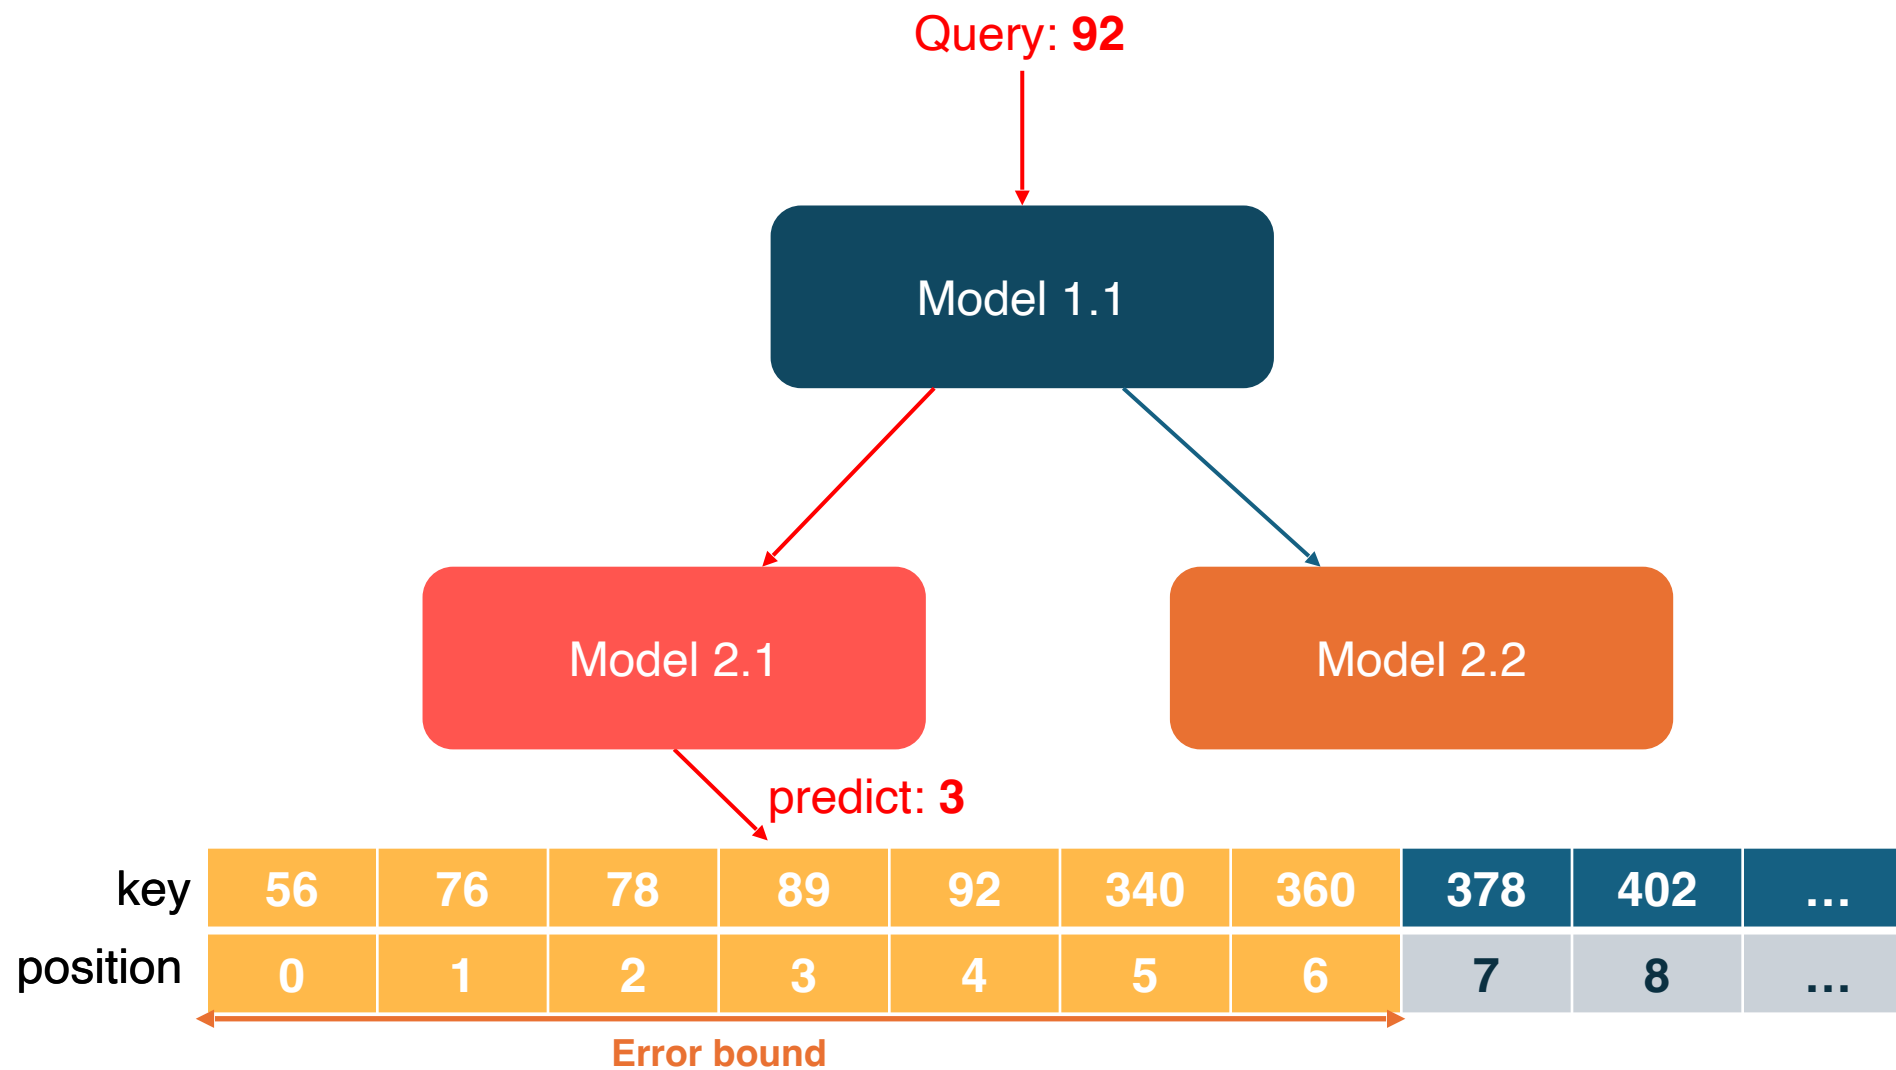 Query: 92
Model 1.1
Model 2.1
Model 2.2
predict: 3
key 56 76 78 89 92 340 360 378 402 ...
position 0 1 2 3 4 5 6 7 8 ...
Error bound